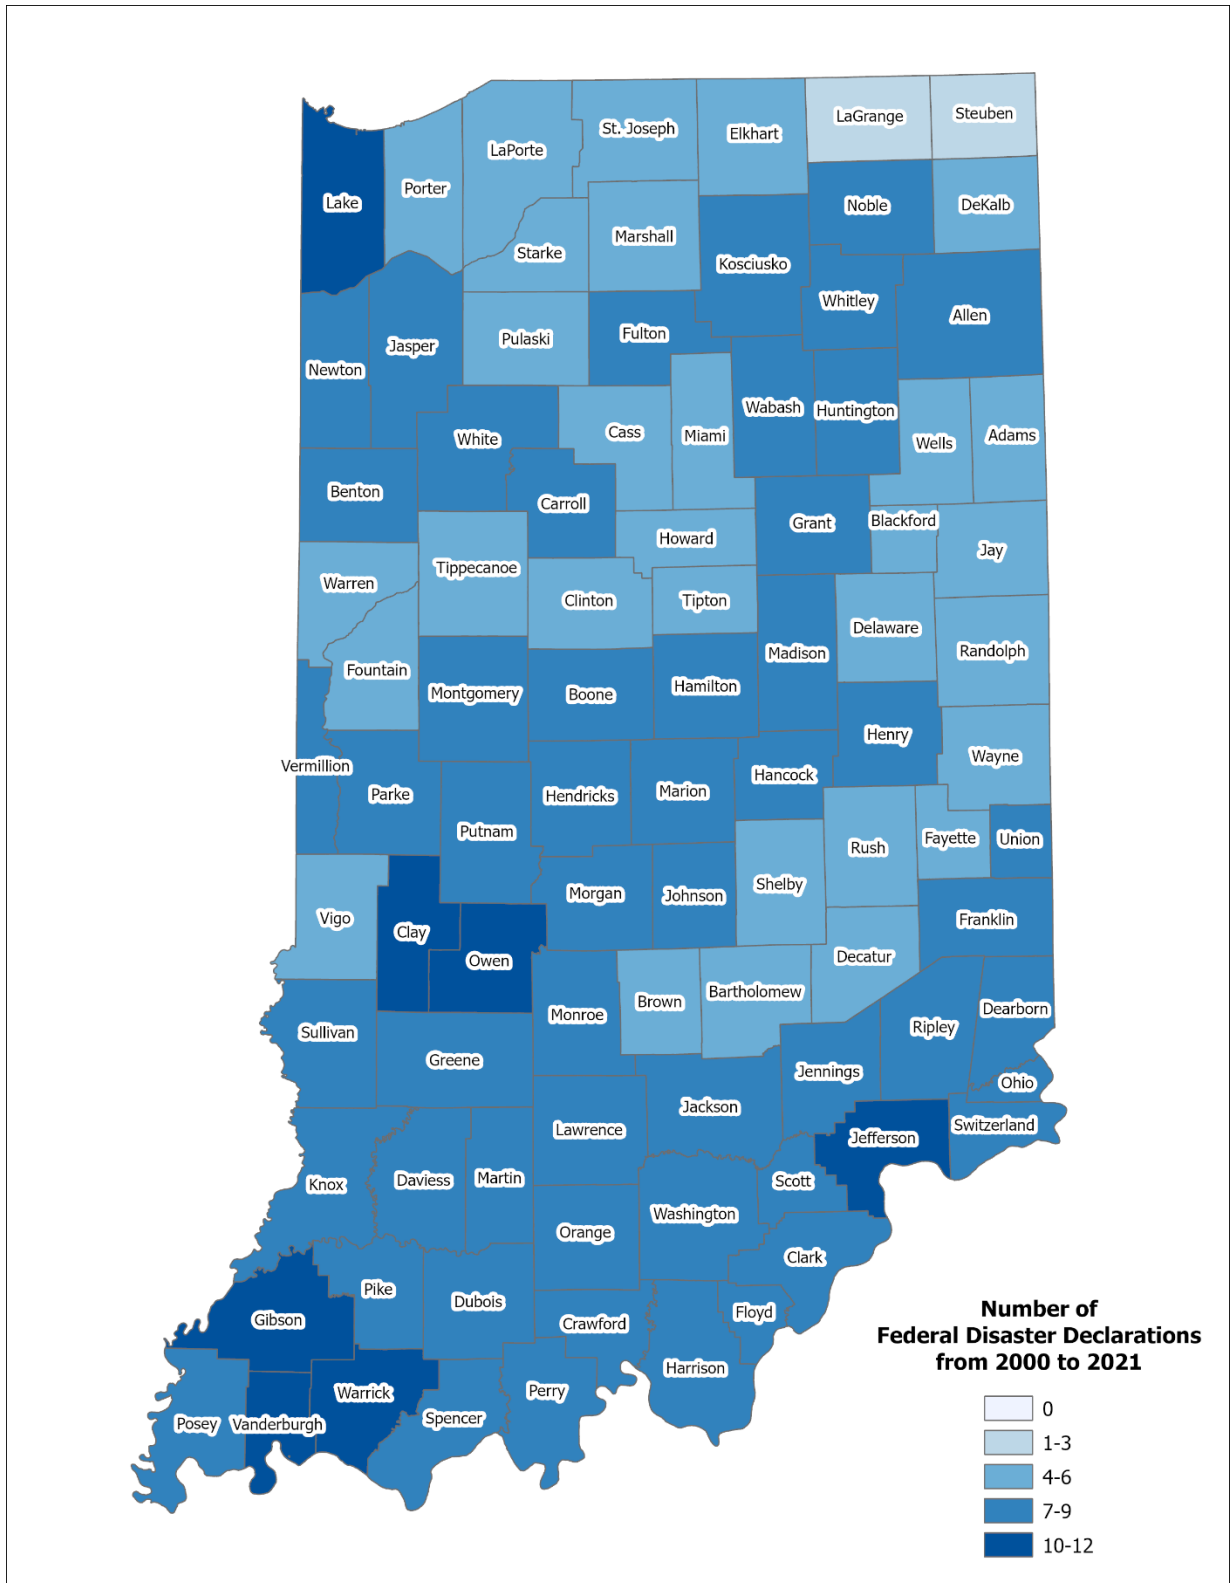 LaGrange
Steuben
St. Joseph
Elkhart
LaPorte
Porter
Lake
Noble
DeKalb
Marshall
Starke
Kosciusko
Whitley
Allen
Fulton
Pulaski
Jasper
Newton
Wabash
Huntington
Cass
Miami
Wells
Adams
White
Benton
Carroll
Grant
Blackford
Howard
Jay
Tippecanoe
Warren
Clinton
Tipton
Delaware
Randolph
Madison
Fountain
Montgomery
Boone
Hamilton
Henry
Wayne
Vermillion
Parke
Hendricks
Marion
Hancock
Putnam
Rush
Fayette
Union
Morgan
Johnson
Shelby
Vigo
Clay
Franklin
Owen
Decatur
Brown
Bartholomew
Monroe
Dearborn
Sullivan
Ripley
Greene
Jennings
Ohio
Jackson
Lawrence
Jefferson
Switzerland
Knox
Daviess
Martin
Scott
Washington
Orange
Clark
Pike
Dubois
Floyd
Gibson
Crawford
Harrison
Warrick
Perry
Posey
Vanderburgh
Spencer
Number of
Federal Disaster Declarations
from 2000 to 2021
0
1-3
4-6
7-9
10-12